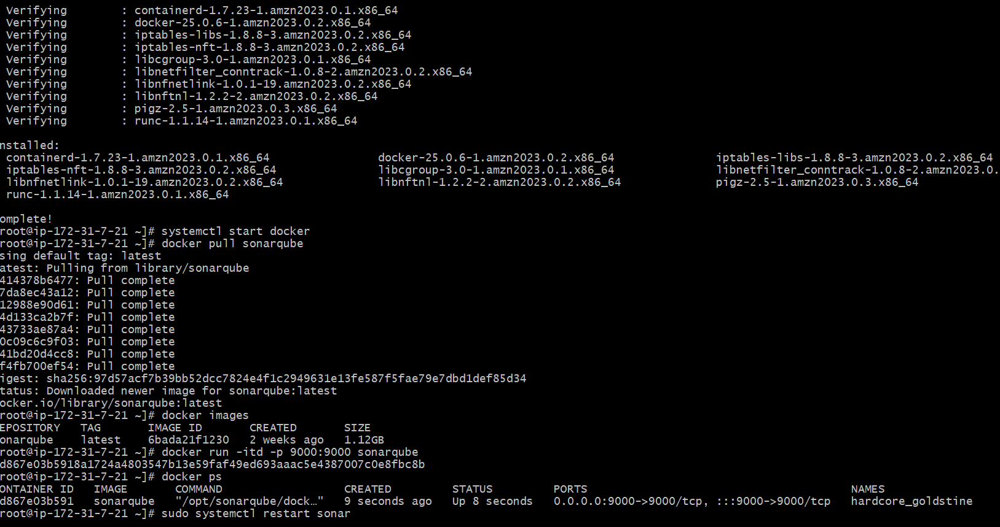 Verifying : containerd-1.7.23-1.amzn2023.0.1.x86_64
Verifying : docker-25.0.6-1.amzn2023.0.2.x86_64
Verifying : iptables-libs-1.8.8-3.amzn2023.0.2.x86_64
Verifying : iptables-nft-1.8.8-3.amzn2023.0.2.x86_64
Verifying : libcgroup-3.0-1.amzn2023.0.1.x86_64
Verifying : libnetfilter_conntrack-1.0.8-2.amzn2023.0.2.x86_64
Verifying : libnfnetlink-1.0.1-19.amzn2023.0.2.x86_64
Verifying : libnftnl-1.2.2-2.amzn2023.0.2.x86_64
Verifying : pigz-2.5-1.amzn2023.0.3.x86_64
Verifying : runc-1.1.14-1.amzn2023.0.1.x86_64
nstalled:
containerd-1.7.23-1.amzn2023.0.1.x86_64 docker-25.0.6-1.amzn2023.0.2.x86_64 iptables-libs-1.8.8-3.amzn2023.0.2.x86_64
iptables-nft-1.8.8-3.amzn2023.0.2.x86_64 libcgroup-3.0-1.amzn2023.0.1.x86_64 libnetfilter_conntrack-1.0.8-2.amzn2023.0.
libnfnetlink-1.0.1-19.amzn2023.0.2.x86_64 libnftnl-1.2.2-2.amzn2023.0.2.x86_64 pigz-2.5-1.amzn2023.0.3.x86_64
runc-1.1.14-1.amzn2023.0.1.x86_64
omplete!
root@ip-172-31-7-21 ~]# systemctl start docker
root@ip-172-31-7-21 ~]# docker pull sonarqube
sing default tag: latest
atest: Pulling from library/sonarqube
414378b6477: Pull complete
7da8ec43a12: Pull complete
12988e90d61: Pull complete
4d133ca2b7f: Pull complete
43733ae87a4: Pull complete
0c09c6c9f03: Pull complete
41bd20d4cc8: Pull complete
f4fb700ef54: Pull complete
igest: sha256:97d57acf7b39bb52dcc7824e4f1c2949631e13fe587f5fae79e7dbd1def85d34
tatus: Downloaded newer image for sonarqube:latest
ocker.io/library/sonarqube:latest
root@ip-172-31-7-21 ~]# docker images
EPOSITORY TAG IMAGE ID CREATED SIZE
onarqube latest 6bada21f1230 2 weeks ago 1.12GB
root@ip-172-31-7-21 ~]# docker run -itd -p 9000:9000 sonarqube
d867e03b5918a1724a4803547b13e59faf49ed693aaac5e4387007c0e8fbc8b
root@ip-172-31-7-21 ~]# docker ps
ONTAINER ID IMAGE COMMAND CREATED STATUS PORTS NAMES
d867e03b591 sonarqube "/opt/sonarqube/dock…" 9 seconds ago Up 8 seconds 0.0.0.0:9000->9000/tcp, :::9000->9000/tcp hardcore_goldstine
root@ip-172-31-7-21 ~]# sudo systemctl restart sonar